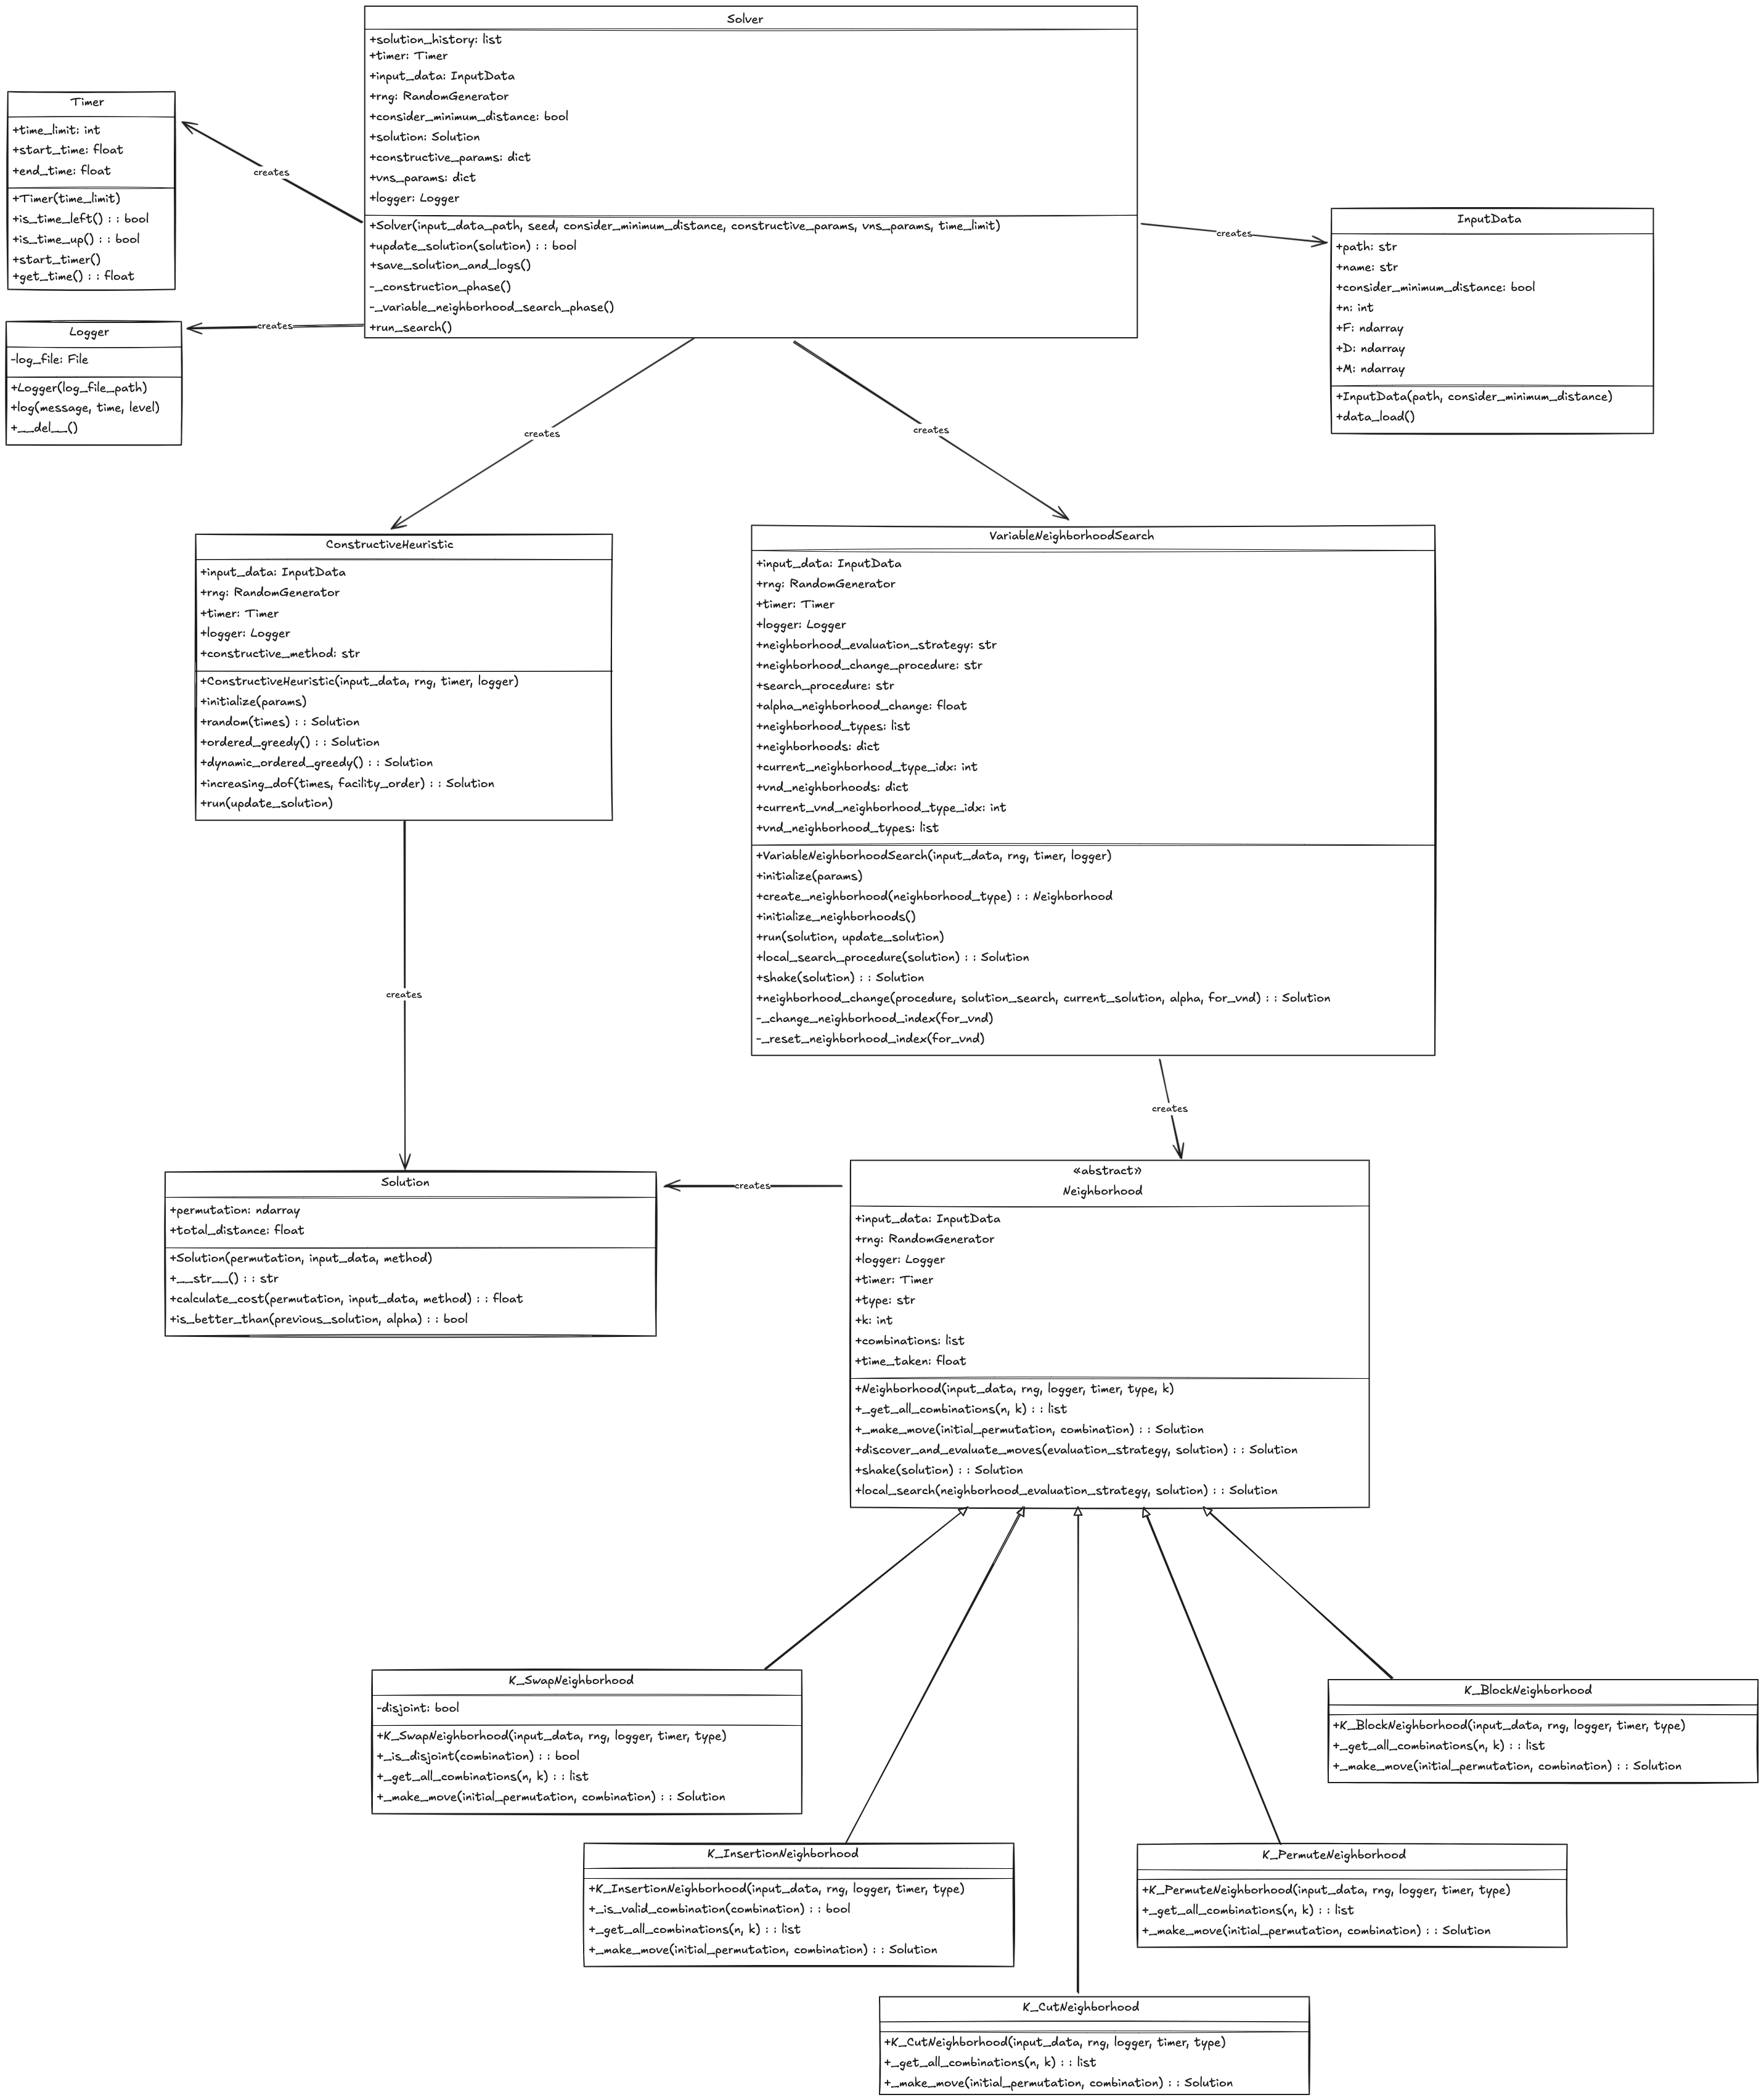 Solver
+solution_history: list
+timer: Timer
+input_data: InputData
+rng: RandomGenerator
+consider_minimum_distance: bool
+solution: Solution
+constructive_params: dict
+vns_params: dict
+logger: Logger
+Solver(input_data_path, seed, consider_minimum_distance, constructive_params, vns_params, time_limit)
+update_solution(solution) : : bool
+save_solution_and_logs()
-_construction_phase()
-_variable_neighborhood_search_phase()
+run_search()
Timer
+time_limit: int
+start_time: float
+end_time: float
+Timer(time_limit)
+is_time_left() : : bool
+is_time_up() : : bool
+start_timer()
+get_time() : : float
creates
Logger
-log_file: File
+Logger(log_file_path)
+log(message, time, level)
+__del__()
creates
creates
InputData
+path: str
+name: str
+consider_minimum_distance: bool
+n: int
+F: ndarray
+D: ndarray
+M: ndarray
+InputData(path, consider_minimum_distance)
+data_load()
creates
creates
ConstructiveHeuristic
+input_data: InputData
+rng: RandomGenerator
+timer: Timer
+logger: Logger
+constructive_method: str
+ConstructiveHeuristic(input_data, rng, timer, logger)
+initialize(params)
+random(times) : : Solution
+ordered_greedy() : : Solution
+dynamic_ordered_greedy() : : Solution
+increasing_dof(times, facility_order) : : Solution
+run(update_solution)
VariableNeighborhoodSearch
+input_data: InputData
+rng: RandomGenerator
+timer: Timer
+logger: Logger
+neighborhood_evaluation_strategy: str
+neighborhood_change_procedure: str
+search_procedure: str
+alpha_neighborhood_change: float
+neighborhood_types: list
+neighborhoods: dict
+current_neighborhood_type_idx: int
+vnd_neighborhoods: dict
+current_vnd_neighborhood_type_idx: int
+vnd_neighborhood_types: list
+VariableNeighborhoodSearch(input_data, rng, timer, logger)
+initialize(params)
+create_neighborhood(neighborhood_type) : : Neighborhood
+initialize_neighborhoods()
+run(solution, update_solution)
+local_search_procedure(solution) : : Solution
+shake(solution) : : Solution
+neighborhood_change(procedure, solution_search, current_solution, alpha, for_vnd) : : Solution
-_change_neighborhood_index(for_vnd)
-_reset_neighborhood_index(for_vnd)
creates
creates
Solution
+permutation: ndarray
+total_distance: float
+Solution(permutation, input_data, method)
+__str__() : : str
+calculate_cost(permutation, input_data, method) : : float
+is_better_than(previous_solution, alpha) : : bool
creates
«abstract»
Neighborhood
+input_data: InputData
+rng: RandomGenerator
+logger: Logger
+timer: Timer
+type: str
+k: int
+combinations: list
+time_taken: float
+Neighborhood(input_data, rng, logger, timer, type, k)
+_get_all_combinations(n, k) : : list
+_make_move(initial_permutation, combination) : : Solution
+discover_and_evaluate_moves(evaluation_strategy, solution) : : Solution
+shake(solution) : : Solution
+local_search(neighborhood_evaluation_strategy, solution) : : Solution
K_SwapNeighborhood
-disjoint: bool
+K_SwapNeighborhood(input_data, rng, logger, timer, type)
+_is_disjoint(combination) : : bool
+_get_all_combinations(n, k) : : list
+_make_move(initial_permutation, combination) : : Solution
K_BlockNeighborhood
+K_BlockNeighborhood(input_data, rng, logger, timer, type)
+_get_all_combinations(n, k) : : list
+_make_move(initial_permutation, combination) : : Solution
K_InsertionNeighborhood
+K_InsertionNeighborhood(input_data, rng, logger, timer, type)
+_is_valid_combination(combination) : : bool
+_get_all_combinations(n, k) : : list
+_make_move(initial_permutation, combination) : : Solution
K_PermuteNeighborhood
+K_PermuteNeighborhood(input_data, rng, logger, timer, type)
+_get_all_combinations(n, k) : : list
+_make_move(initial_permutation, combination) : : Solution
K_CutNeighborhood
+K_CutNeighborhood(input_data, rng, logger, timer, type)
+_get_all_combinations(n, k) : : list
+_make_move(initial_permutation, combination) : : Solution